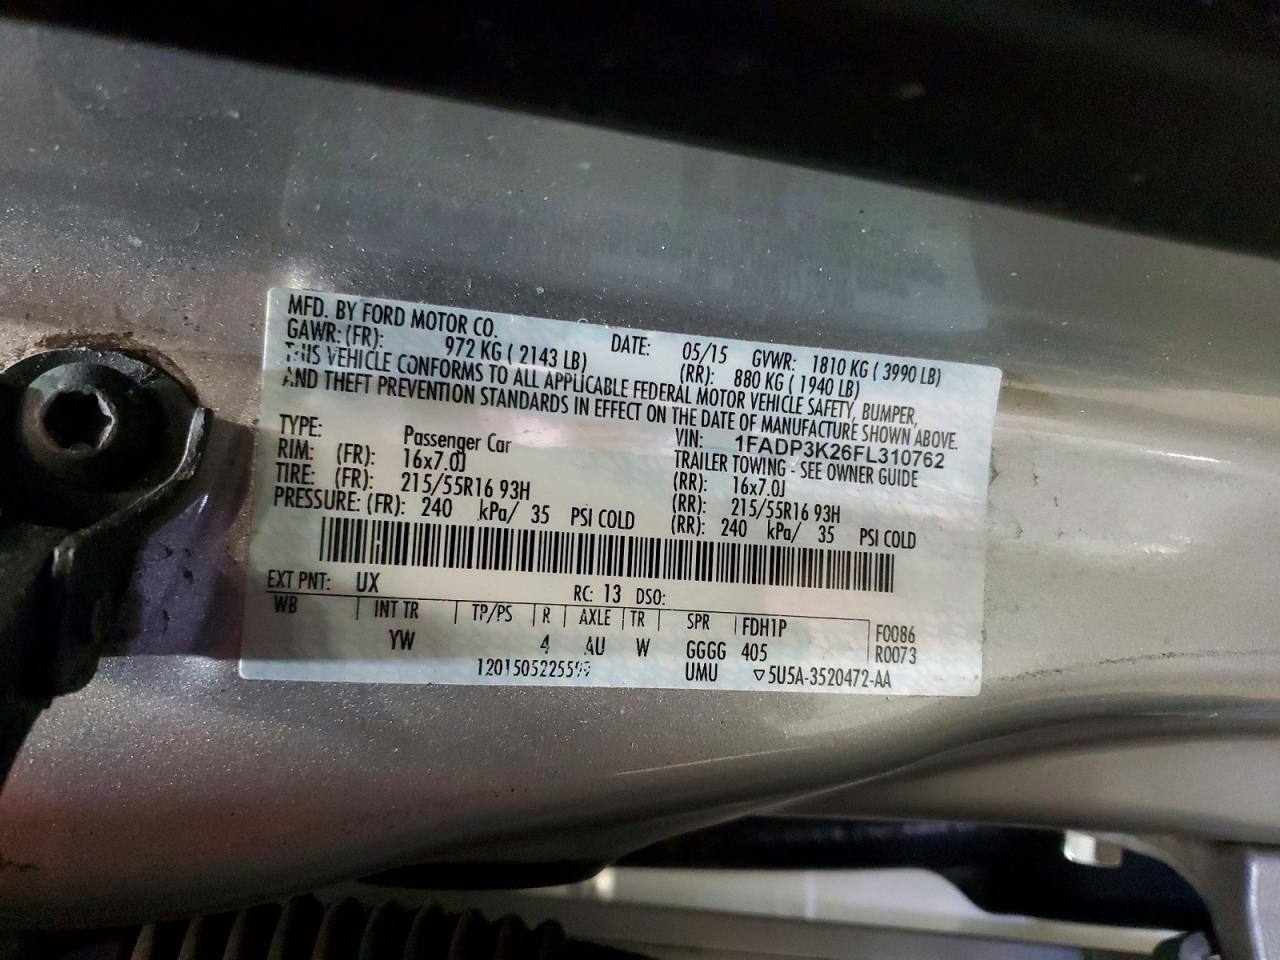 MFD. BY FORD MOTOR CO. DATE: 05/15 GVWR: 1810 KG ( 3990 LB)
GAWR: (FR): 972 KG ( 2143 LB) (RR): 880 KG ( 1940 LB)
THIS VEHICLE CONFORMS TO ALL APPLICABLE FEDERAL MOTOR VEHICLE SAFETY, BUMPER,
AND THEFT PREVENTION STANDARDS IN EFFECT ON THE DATE OF MANUFACTURE SHOWN ABOVE.
VIN: 1FADP3K26FL310762
TYPE: Passenger Car TRAILER TOWING - SEE OWNER GUIDE
RIM: (FR): 16x7.0J (RR): 16x7.0J
TIRE: (FR): 215/55R16 93H (RR): 215/55R16 93H
PRESSURE: (FR): 240 kPa/ 35 PSI COLD (RR): 240 kPa/ 35 PSI COLD
EXT PNT: UX RC: 13 DSO:
WB INT TR TP/PS R AXLE TR SPR FDH1P F0086
YW 4 AU W GGGG 405 R0073
UMU ▽5U5A-3520472-AA